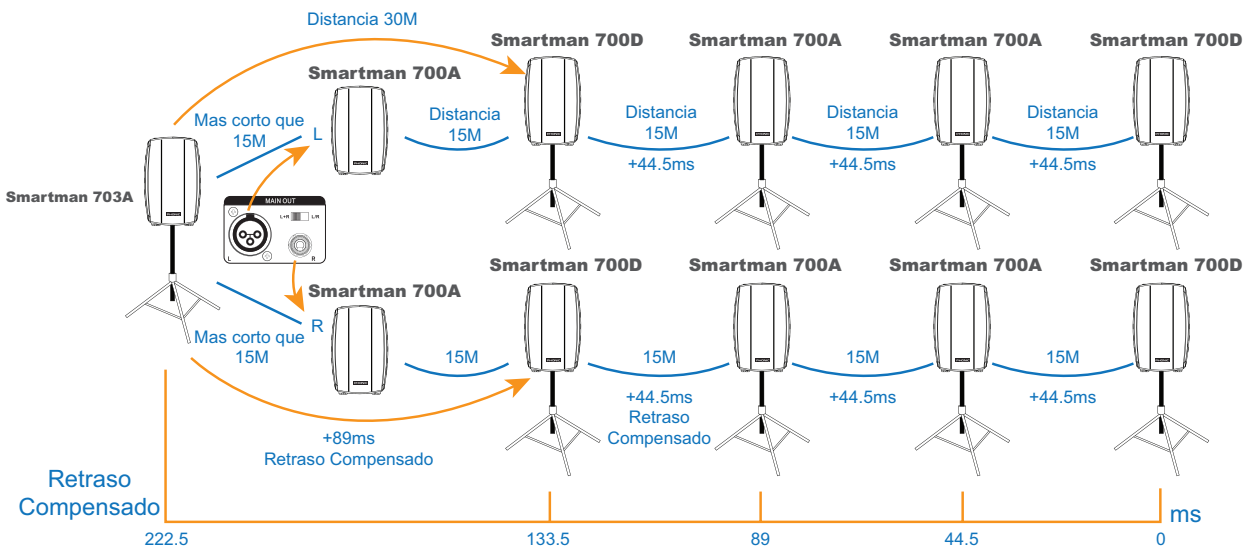 Distancia 30M
Smartman 700D
Smartman 700A
Smartman 700A
Smartman 700D
Smartman 700A
Mas corto que
15M
L
Distancia
15M
Distancia
15M
+44.5ms
Distancia
15M
+44.5ms
Distancia
15M
+44.5ms
Smartman 703A
MAIN OUT
L+R
L/R
L
R
Smartman 700D
Smartman 700A
Smartman 700A
Smartman 700D
Smartman 700A
R
Mas corto que
15M
15M
15M
+44.5ms
Retraso
Compensado
15M
+44.5ms
15M
+44.5ms
+89ms
Retraso Compensado
Retraso
Compensado
ms
222.5
133.5
89
44.5
0